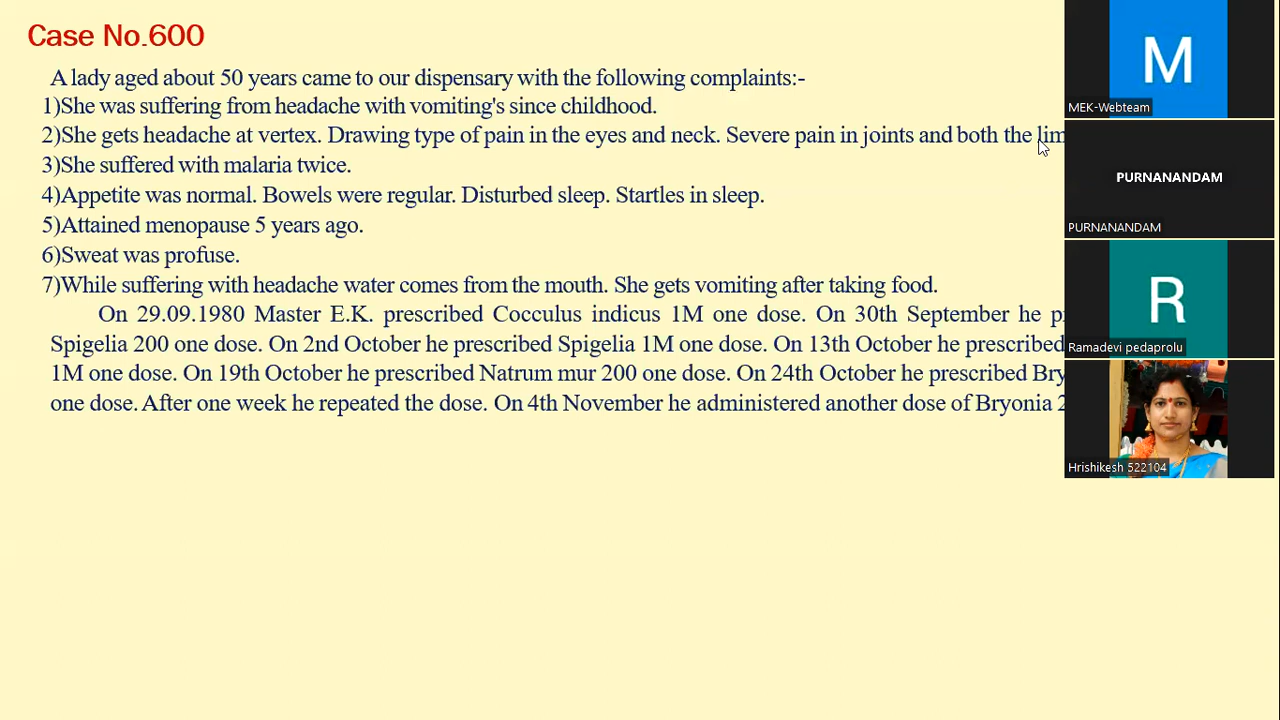 Case No.600
A lady aged about 50 years came to our dispensary with the following complaints:-
1)She was suffering from headache with vomiting's since childhood.
2)She gets headache at vertex. Drawing type of pain in the eyes and neck. Severe pain in joints and both the
3)She suffered with malaria twice.
4)Appetite was normal. Bowels were regular. Disturbed sleep. Startles in sleep.
5)Attained menopause 5 years ago.
6)Sweat was profuse.
7)While suffering with headache water comes from the mouth. She gets vomiting after taking food.
On 29.09.1980 Master E.K. prescribed Cocculus indicus 1M one dose. On 30th September he
Spigelia 200 one dose. On 2nd October he prescribed Spigelia 1M one dose. On 13th October he prescribed
1M one dose. On 19th October he prescribed Natrum mur 200 one dose. On 24th October he prescribed
one dose. After one week he repeated the dose. On 4th November he administered another dose of Bryonia
M
MEK-Webteam
PURNANANDAM
PURNANANDAM
R
Ramadevi pedaprolu
Hrishikesh 522104